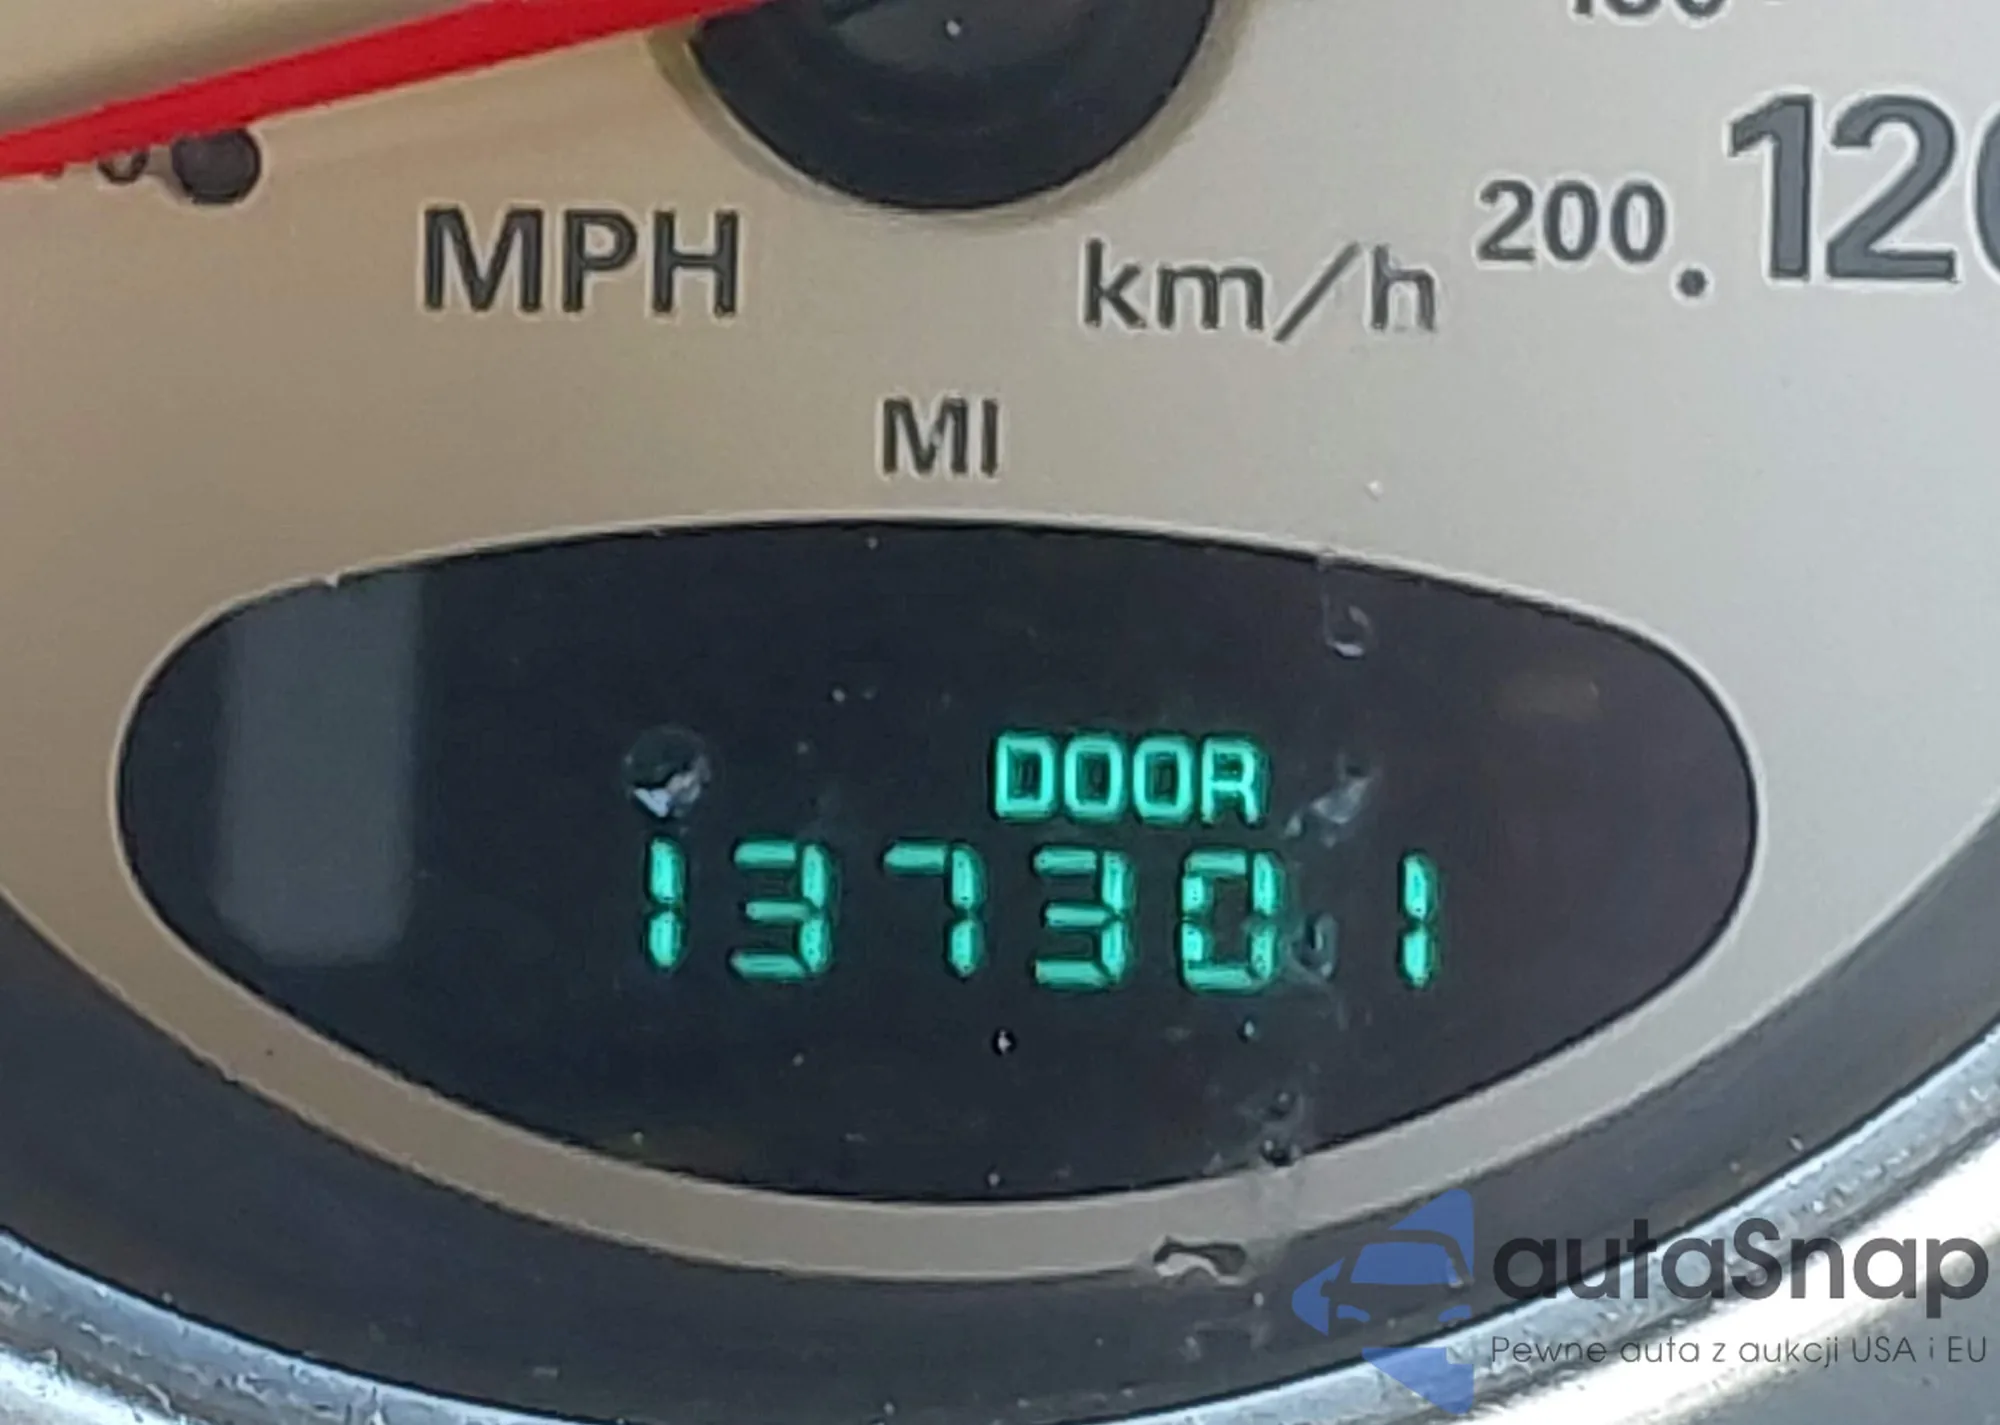 MPH
km/h
200
120
MI
DOOR
137301
autaSnap
Pewne auta z aukcji USA i EU